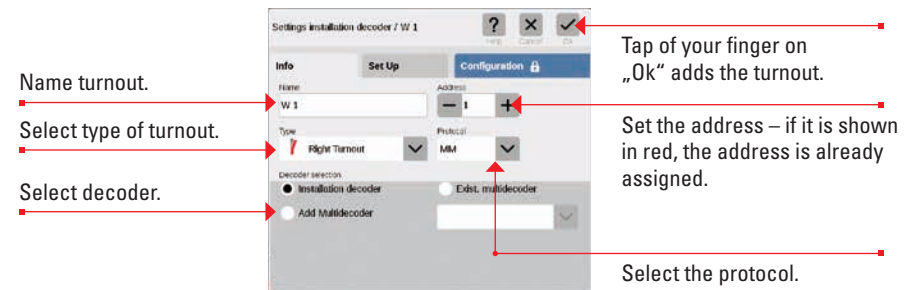 Settings installation decoder / W 1
Help Cancel Ok
Info Set Up Configuration
Name Address
W 1 1
Type Protocol
Right Turnout MM
Decoder selection
Installation decoder Exist. multidecoder
Add Multidecoder
Name turnout.
Select type of turnout.
Select decoder.
Tap of your finger on
„Ok“ adds the turnout.
Set the address – if it is shown
in red, the address is already
assigned.
Select the protocol.